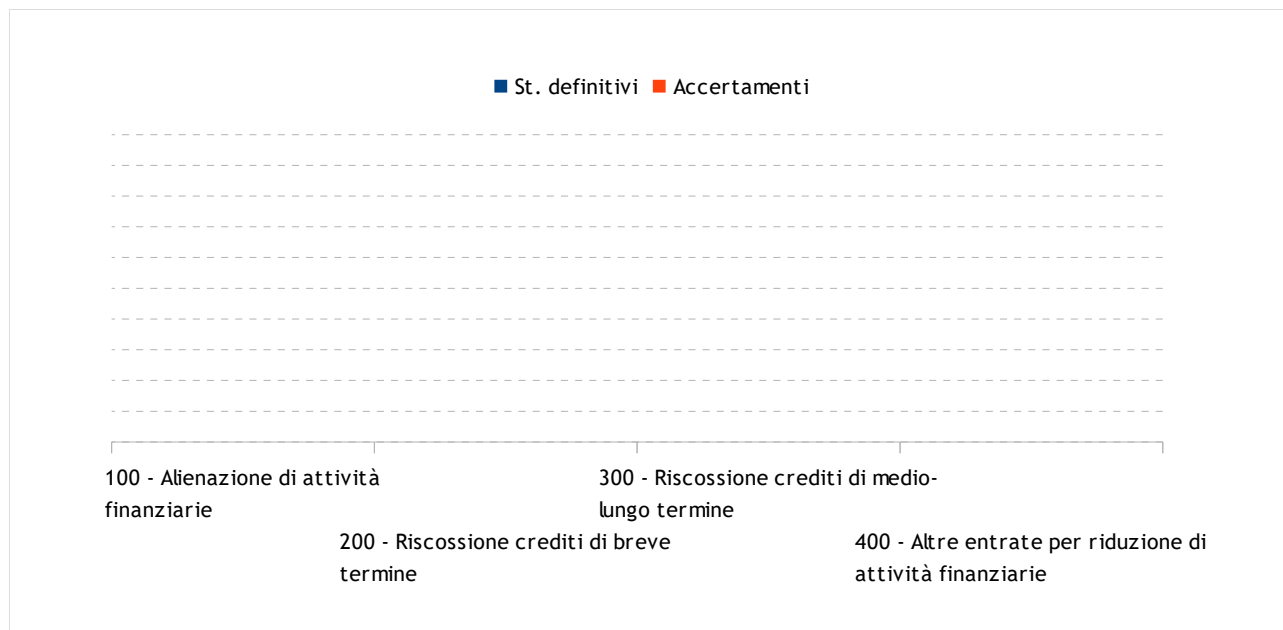 St. definitivi Accertamenti
100 - Alienazione di attività
finanziarie
200 - Riscossione crediti di breve
termine
300 - Riscossione crediti di medio-
lungo termine
400 - Altre entrate per riduzione di
attività finanziarie